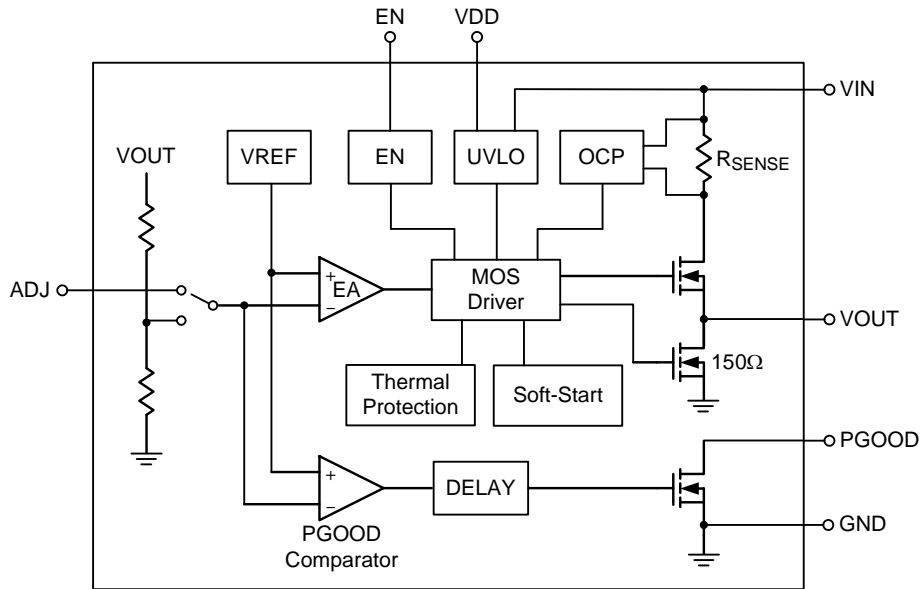 EN
VDD
VIN
VOUT
VREF
EN
UVLO
OCP
RSENSE
ADJ
+
EA
−
MOS
Driver
VOUT
150Ω
Thermal
Protection
Soft-Start
PGOOD
+
−
DELAY
GND
PGOOD
Comparator